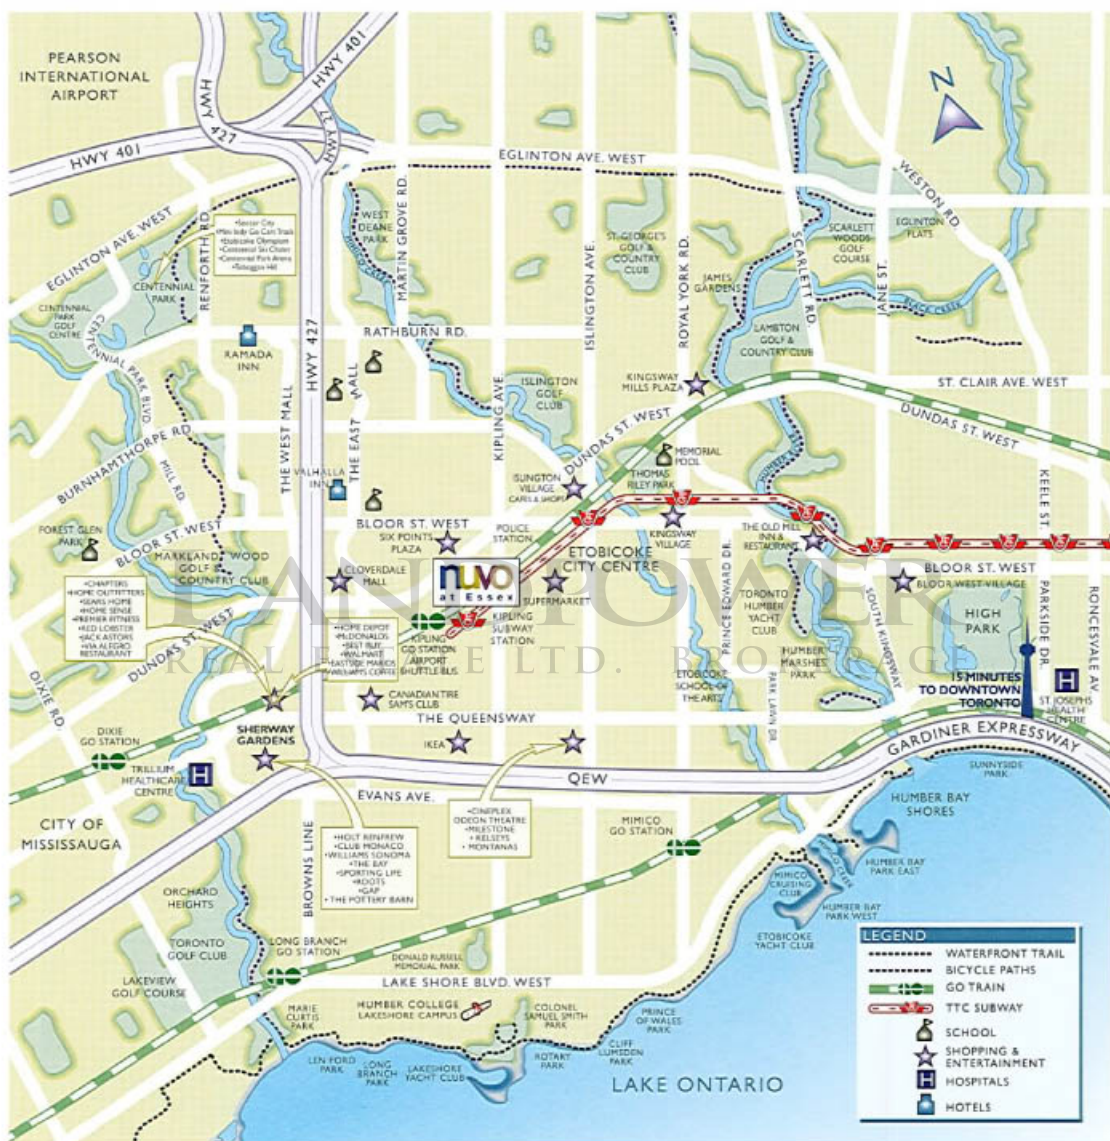 PEARSON
INTERNATIONAL
AIRPORT
HWY 401
HWY
427
HWY 401
HWY 27
HWY 427
N
EGLINTON AVE. WEST
EGLINTON AVE. WEST
RENFORTH RD.
MARTIN GROVE RD.
WEST
DEANE
PARK
ISLINGTON AVE.
ROYAL YORK RD.
SCARLETT RD.
JANE ST.
WESTON RD.
ST. GEORGE'S
GOLF &
COUNTRY
CLUB
SCARLETT
WOODS
GOLF
COURSE
EGLINTON
FLATS
JAMES
GARDENS
BLACK CREEK
CENTENNIAL
PARK
CENTENNIAL
PARK
GOLF
CENTRE
CENTENNIAL PARK BLVD
RAMADA
INN
RATHBURN RD.
LAMBTON
GOLF &
COUNTRY CLUB
KINGSWAY
MILLS PLAZA
ST. CLAIR AVE. WEST
DUNDAS ST. WEST
ISLINGTON
GOLF
CLUB
KIPLING AVE.
THE WEST MALL
THE EAST MALL
BURNHAMTHORPE RD.
MILL RD
VALHALLA
INN
DUNDAS ST. WEST
MEMORIAL
POOL
THOMAS
RILEY PARK
ISLINGTON
VILLAGE
CAFES & SHOPS
KEELE ST.
BLOOR ST. WEST
FOREST GLEN
PARK
BLOOR ST. WEST
SIX POINTS
PLAZA
POLICE
STATION
ETOBICOKE
CITY CENTRE
KINGSWAY
VILLAGE
THE OLD MILL
INN &
RESTAURANT
BLOOR ST. WEST
BLOOR WEST VILLAGE
MARKLAND WOOD
GOLF &
COUNTRY CLUB
CLOVERDALE
MALL
nuvo
at Essex
SUPERMARKET
KIPLING
SUBWAY
STATION
KIPLING
GO STATION
AIRPORT
SHUTTLE BUS
PRINCE EDWARD DR.
TORONTO
HUMBER
YACHT
CLUB
SOUTH KINGSWAY
HIGH
PARK
PARKSIDE DR.
RONCESVALE AV
LANDPOWER
REAL ESTATE LTD. BROKERAGE
•CHAPTERS
•HOME OUTFITTERS
•SEARS HOME
•HOME SENSE
•PREMIER FITNESS
•RED LOBSTER
•JACK ASTORS
•VIA ALLEGRO
RESTAURANT
•HOME DEPOT
•McDONALDS
•BEST BUY
•WALMART
•EASTSIDE MARIOS
•WILLIAMS COFFEE
DUNDAS ST. WEST
DIXIE RD.
HUMBER
MARSHES
PARK
ETOBICOKE
SCHOOL OF
THE ARTS
PARK LAWN DR
15 MINUTES
TO DOWNTOWN
TORONTO
ST. JOSEPHS
HEALTH
CENTRE
CANADIAN TIRE
SAM'S CLUB
THE QUEENSWAY
DIXIE
GO STATION
SHERWAY
GARDENS
IKEA
GARDINER EXPRESSWAY
SUNNYSIDE
PARK
TRILLIUM
HEALTHCARE
CENTRE
QEW
EVANS AVE.
HUMBER BAY
SHORES
CITY OF
MISSISSAUGA
BROWNS LINE
•HOLT RENFREW
•CLUB MONACO
•WILLIAMS SONOMA
•THE BAY
•SPORTING LIFE
•ROOTS
•GAP
•THE POTTERY BARN
•CINEPLEX
ODEON THEATRE
•MILESTONE
•KELSEYS
•MONTANAS
MIMICO
GO STATION
HUMBER BAY
PARK EAST
MIMICO
CRUISING
CLUB
HUMBER BAY
PARK WEST
ETOBICOKE
YACHT CLUB
ORCHARD
HEIGHTS
TORONTO
GOLF CLUB
LAKEVIEW
GOLF COURSE
LONG BRANCH
GO STATION
DONALD RUSSELL
MEMORIAL PARK
LAKE SHORE BLVD. WEST
MARIE
CURTIS
PARK
HUMBER COLLEGE
LAKESHORE CAMPUS
COLONEL
SAMUEL SMITH
PARK
PRINCE
OF WALES
PARK
CLIFF
LUMSDEN PARK
ROTARY
PARK
LEN FORD
PARK
LONG
BRANCH
PARK
LAKESHORE
YACHT CLUB
LAKE ONTARIO
LEGEND
WATERFRONT TRAIL
BICYCLE PATHS
GO TRAIN
TTC SUBWAY
SCHOOL
SHOPPING &
ENTERTAINMENT
H HOSPITALS
HOTELS